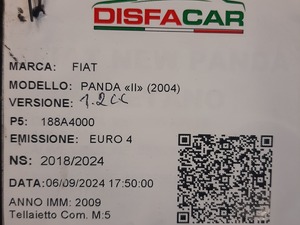 DISFACAR
MARCA: FIAT
MODELLO: PANDA «II» (2004)
VERSIONE: 1.2cc
P5: 188A4000
EMISSIONE: EURO 4
NS: 2018/2024
DATA:06/09/2024 17:50:00
ANNO IMM: 2009
Tellaietto Com. M:5